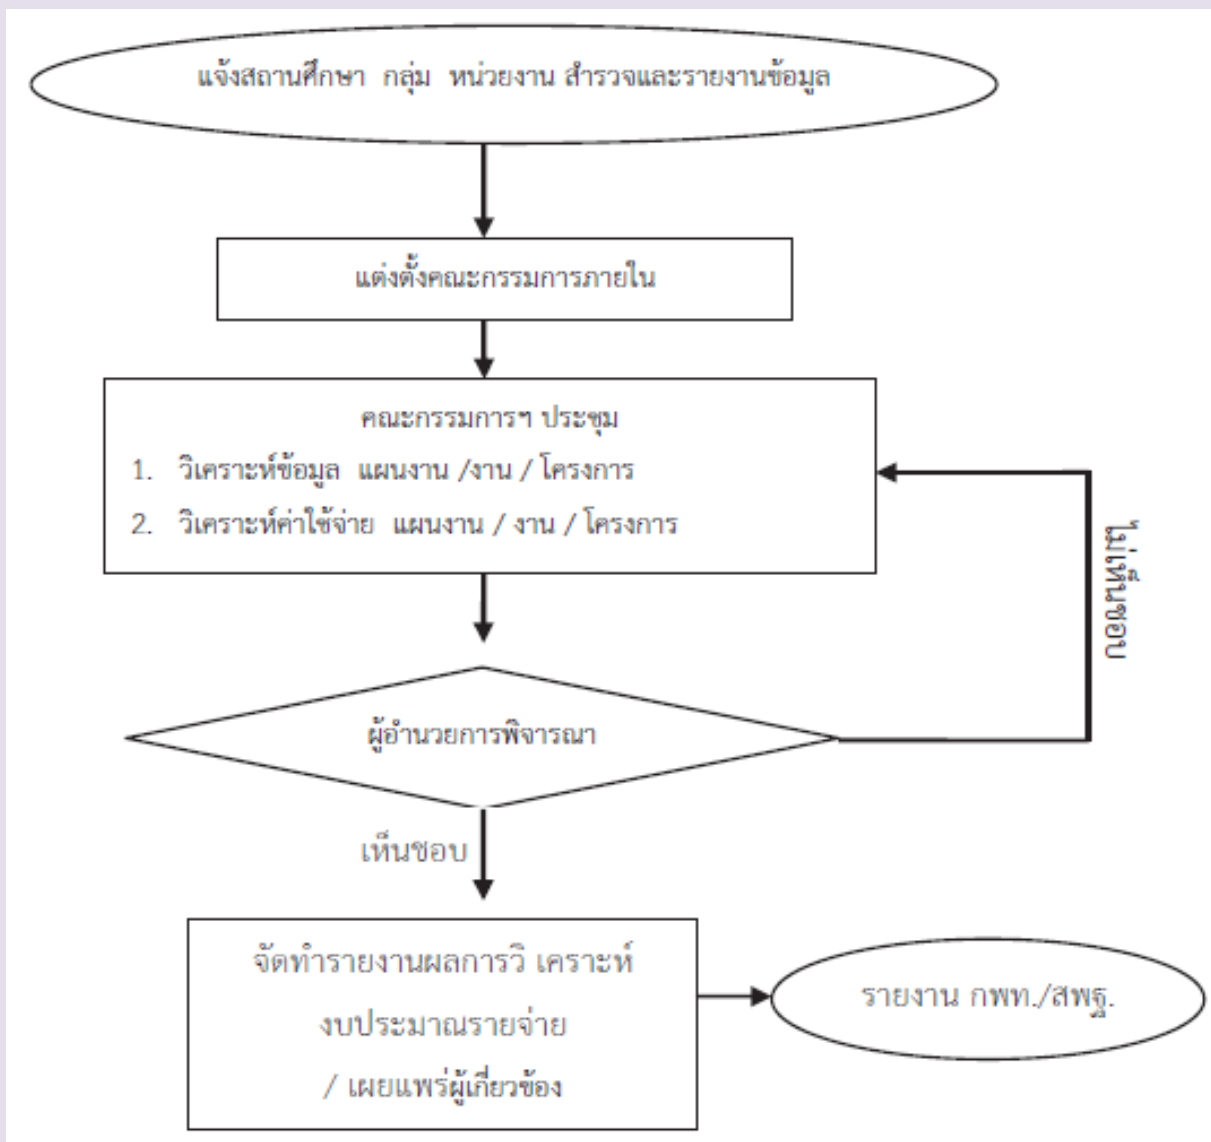 แจ้งสถานศึกษา กลุ่ม หน่วยงาน สำรวจและรายงานข้อมูล
แต่งตั้งคณะกรรมการภายใน
คณะกรรมการฯ ประชุม
1. วิเคราะห์ข้อมูล แผนงาน /งาน / โครงการ
2. วิเคราะห์ค่าใช้จ่าย แผนงาน / งาน / โครงการ
ไม่เห็นชอบ
ผู้อำนวยการพิจารณา
เห็นชอบ
จัดทำรายงานผลการวิ เคราะห์
งบประมาณรายจ่าย
/ เผยแพร่ผู้เกี่ยวข้อง
รายงาน กพท./สพฐ.